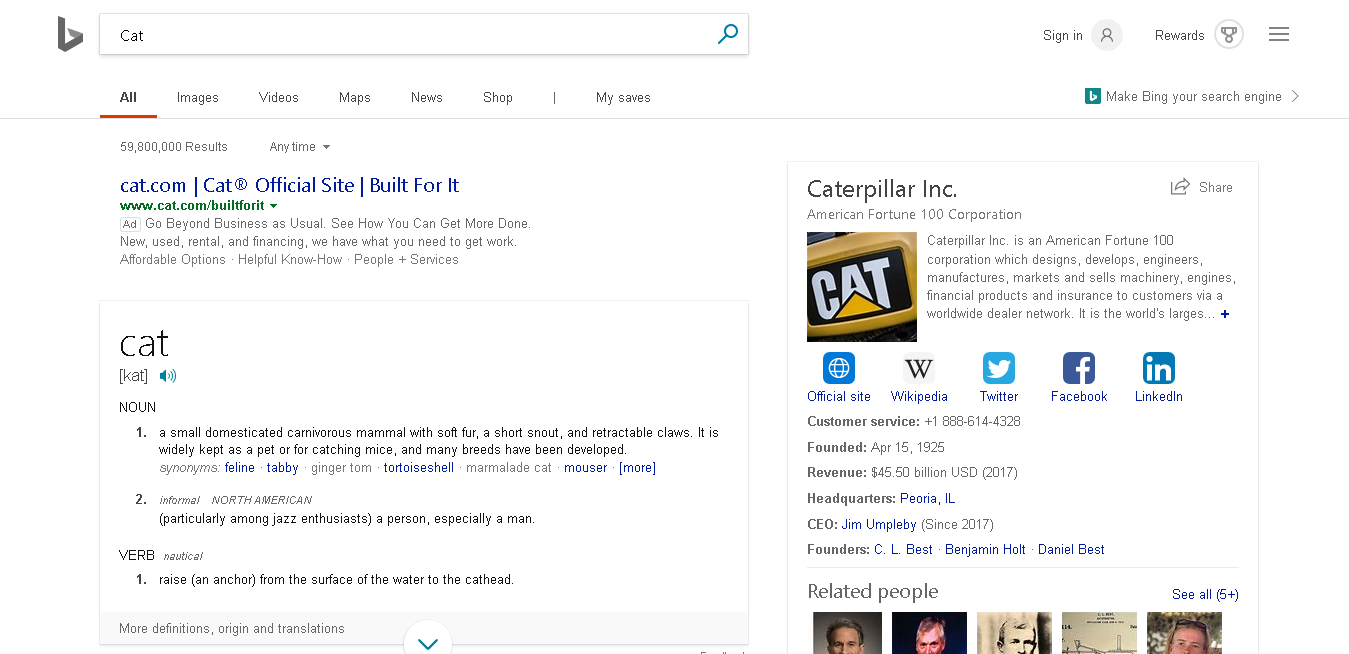 Cat
Sign in
Rewards
All
Images
Videos
Maps
News
Shop
|
My saves
Make Bing your search engine
59,800,000 Results
Any time
cat.com | Cat® Official Site | Built For It
www.cat.com/builtforit
Ad Go Beyond Business as Usual. See How You Can Get More Done.
New, used, rental, and financing, we have what you need to get work.
Affordable Options · Helpful Know-How · People + Services
cat
[kat]
NOUN
1. a small domesticated carnivorous mammal with soft fur, a short snout, and retractable claws. It is
widely kept as a pet or for catching mice, and many breeds have been developed.
synonyms: feline · tabby · ginger tom · tortoiseshell · marmalade cat · mouser · [more]
2. informal NORTH AMERICAN
(particularly among jazz enthusiasts) a person, especially a man.
VERB nautical
1. raise (an anchor) from the surface of the water to the cathead.
More definitions, origin and translations
Caterpillar Inc.
Share
American Fortune 100 Corporation
CAT
Caterpillar Inc. is an American Fortune 100
corporation which designs, develops, engineers,
manufactures, markets and sells machinery, engines,
financial products and insurance to customers via a
worldwide dealer network. It is the world's larges... +
W
Official site
Wikipedia
Twitter
Facebook
LinkedIn
Customer service: +1 888-614-4328
Founded: Apr 15, 1925
Revenue: $45.50 billion USD (2017)
Headquarters: Peoria, IL
CEO: Jim Umpleby (Since 2017)
Founders: C. L. Best · Benjamin Holt · Daniel Best
Related people
See all (5+)